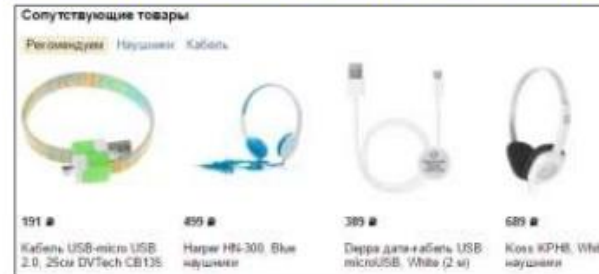 Сопутствующие товары
Рекомендуем Наушники Кабель
191 ₽
Кабель USB-micro USB
2.0, 25см DVTech CB135
499 ₽
Harper HN-300, Blue
наушники
389 ₽
Deppa дата-кабель USB
microUSB, White (2 м)
689 ₽
Koss KPH8, Whi
наушники